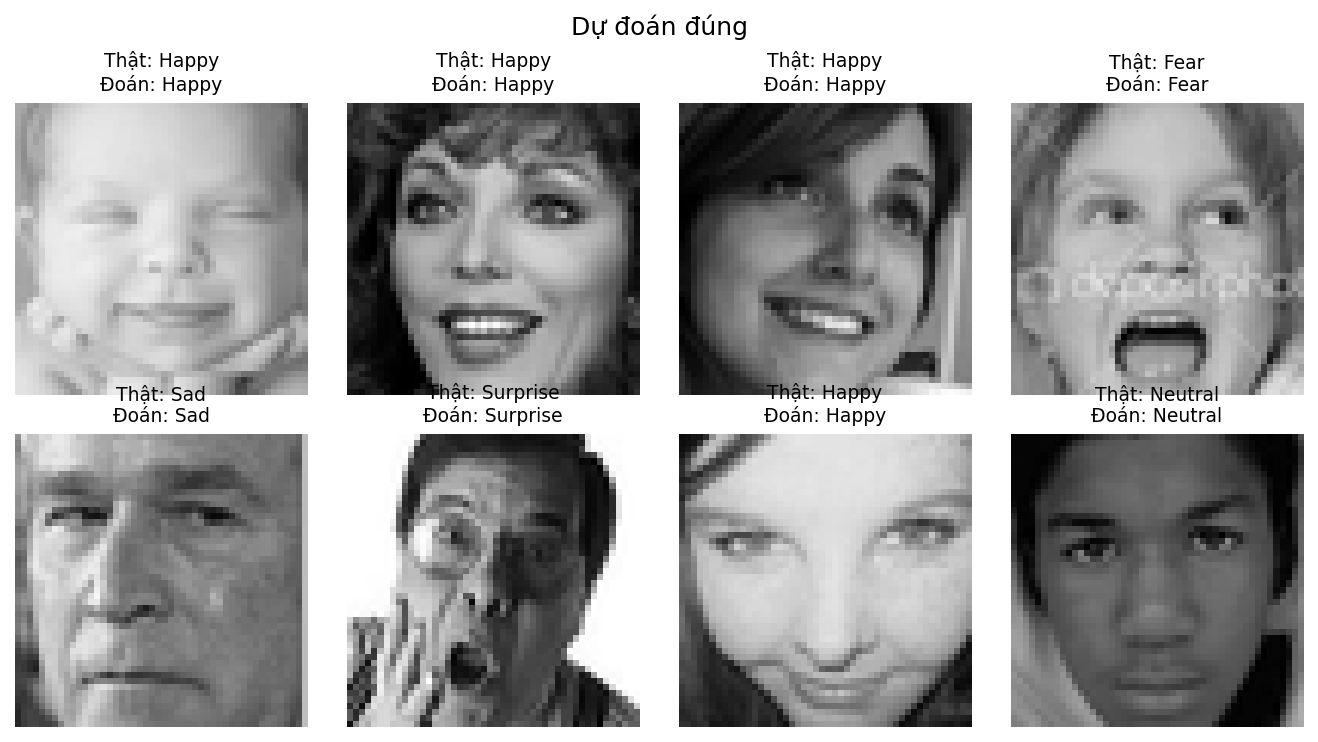 Dự đoán đúng
Thật: Happy
Đoán: Happy
Thật: Happy
Đoán: Happy
Thật: Happy
Đoán: Happy
Thật: Fear
Đoán: Fear
Thật: Sad
Đoán: Sad
Thật: Surprise
Đoán: Surprise
Thật: Happy
Đoán: Happy
Thật: Neutral
Đoán: Neutral